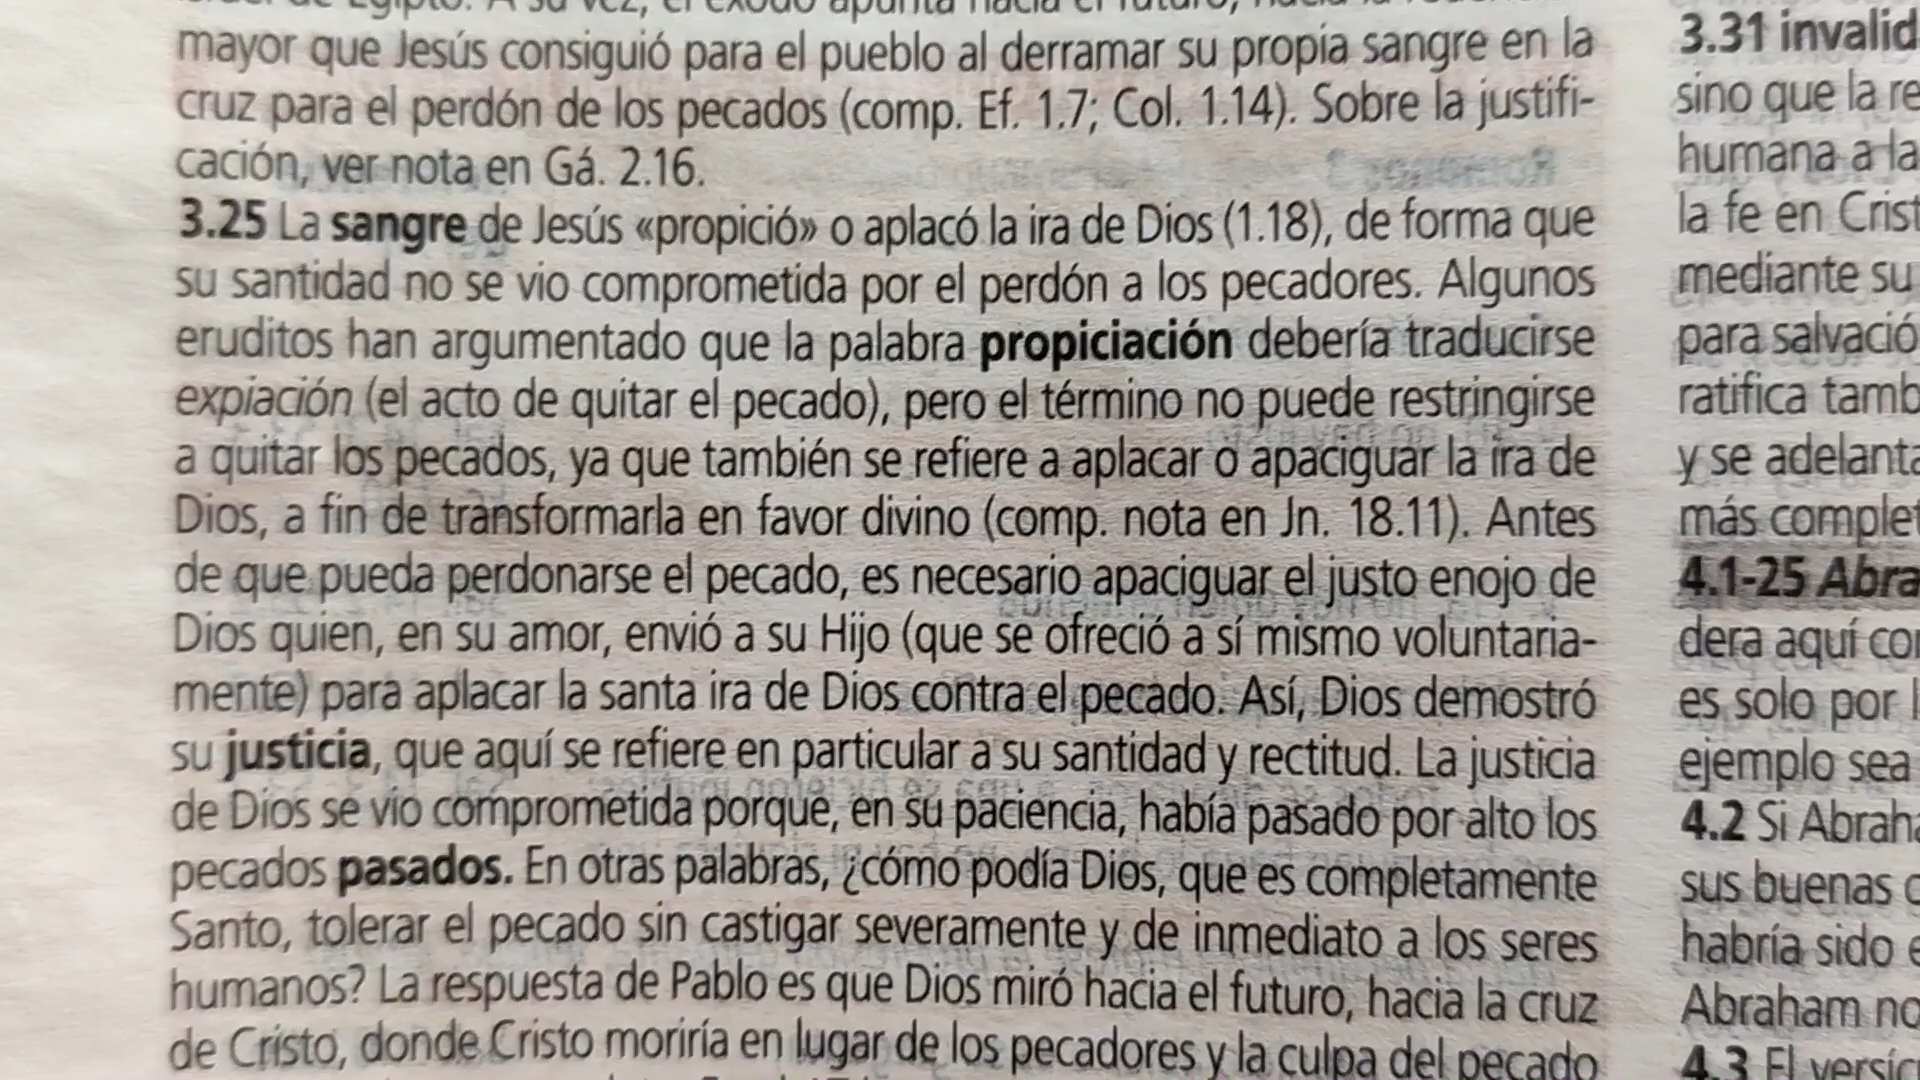 mayor que Jesús consiguió para el pueblo al derramar su propia sangre en la
cruz para el perdón de los pecados (comp. Ef. 1.7; Col. 1.14). Sobre la justifi-
cación, ver nota en Gá. 2.16.
3.25 La sangre de Jesús «propició» o aplacó la ira de Dios (1.18), de forma que
su santidad no se vio comprometida por el perdón a los pecadores. Algunos
eruditos han argumentado que la palabra propiciación debería traducirse
expiación (el acto de quitar el pecado), pero el término no puede restringirse
a quitar los pecados, ya que también se refiere a aplacar o apaciguar la ira de
Dios, a fin de transformarla en favor divino (comp. nota en Jn. 18.11). Antes
de que pueda perdonarse el pecado, es necesario apaciguar el justo enojo de
Dios quien, en su amor, envió a su Hijo (que se ofreció a sí mismo voluntaria-
mente) para aplacar la santa ira de Dios contra el pecado. Así, Dios demostró
su justicia, que aquí se refiere en particular a su santidad y rectitud. La justicia
de Dios se vio comprometida porque, en su paciencia, había pasado por alto los
pecados pasados. En otras palabras, ¿cómo podía Dios, que es completamente
Santo, tolerar el pecado sin castigar severamente y de inmediato a los seres
humanos? La respuesta de Pablo es que Dios miró hacia el futuro, hacia la cruz
de Cristo, donde Cristo moriría en lugar de los pecadores y la culpa del pecado
3.31 invalid
sino que la re
humana a la
la fe en Crist
mediante su
para salvació
ratifica tamb
y se adelanta
más complet
4.1-25 Abra
dera aquí co
es solo por l
ejemplo sea
4.2 Si Abraha
sus buenas
habría sido e
Abraham no
4.3 El versíc